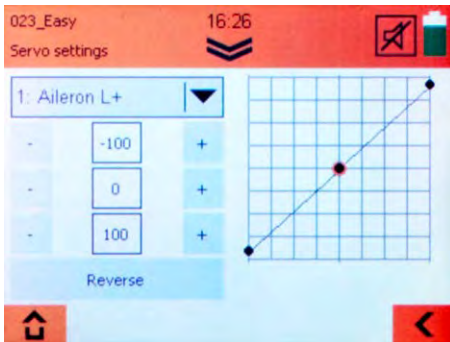 023_Easy 16:26
Servo settings
1: Aileron L+
- -100 +
- 0 +
- 100 +
Reverse